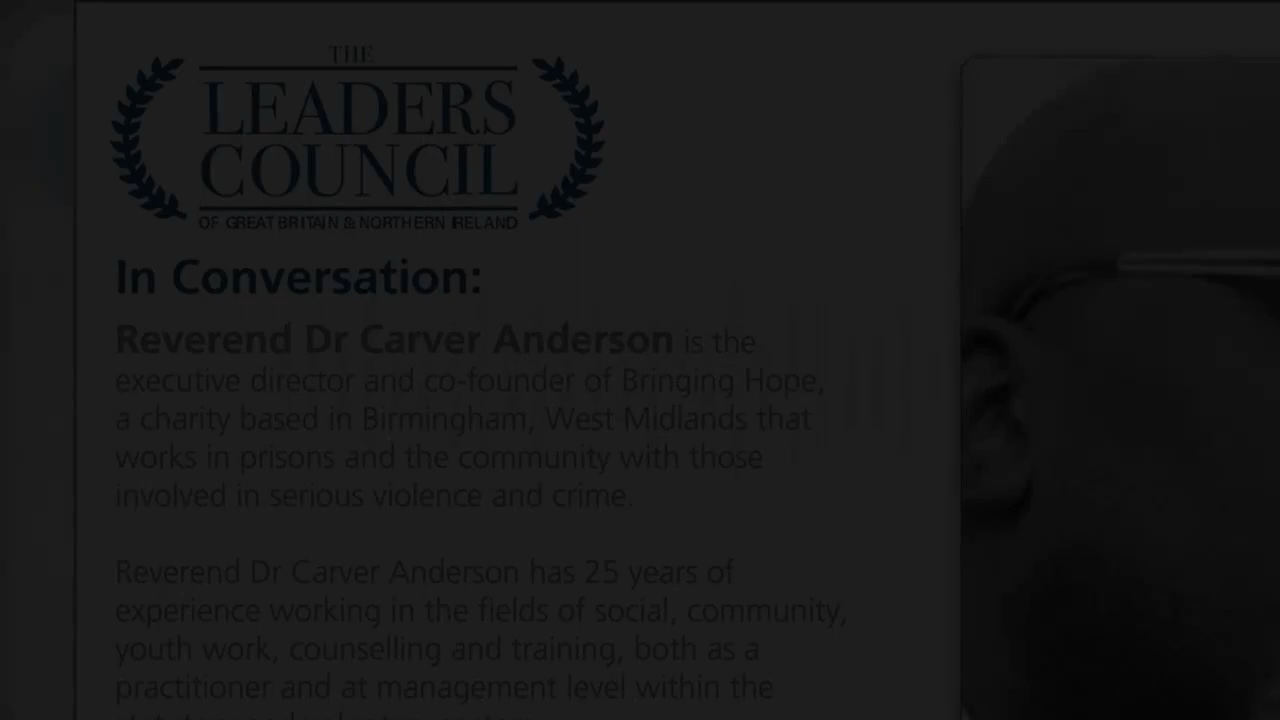 THE
LEADERS
COUNCIL
OF GREAT BRITAIN & NORTHERN IRELAND
In Conversation:
Reverend Dr Carver Anderson is the
executive director and co-founder of Bringing Hope,
a charity based in Birmingham, West Midlands that
works in prisons and the community with those
involved in serious violence and crime.
Reverend Dr Carver Anderson has 25 years of
experience working in the fields of social, community,
youth work, counselling and training, both as a
practitioner and at management level within the